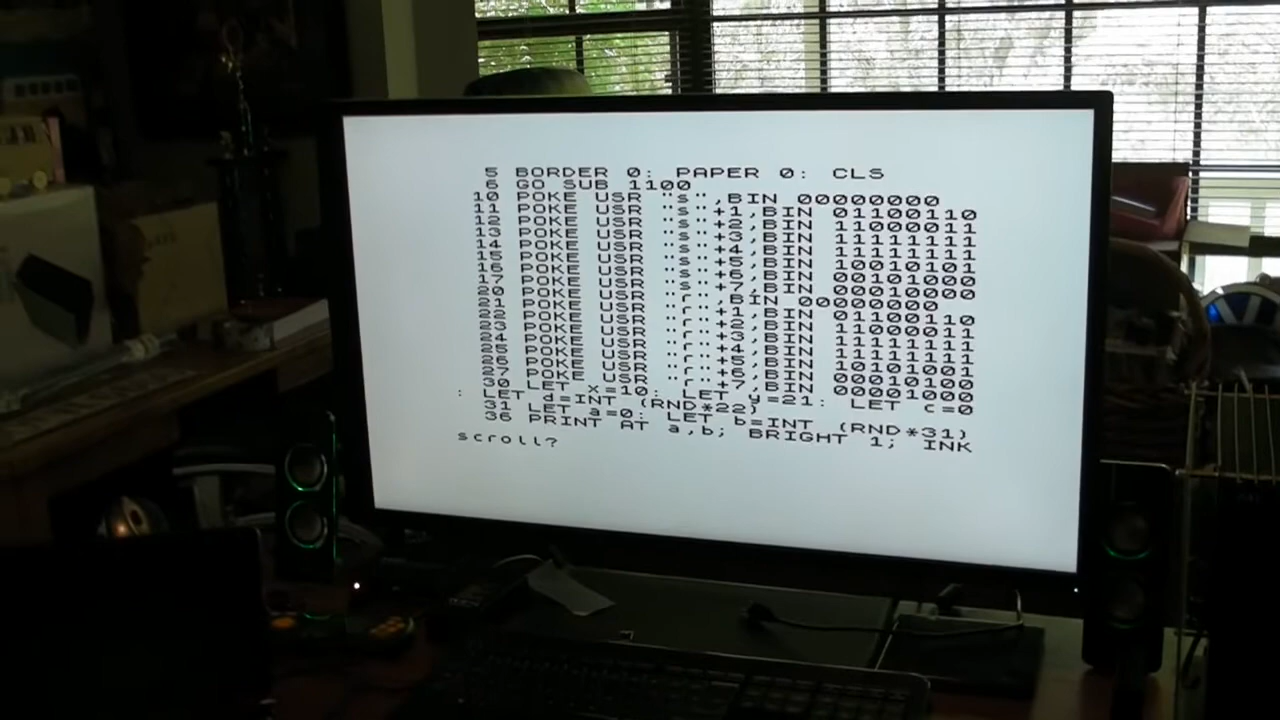 5 BORDER 0: PAPER 0: CLS
6 GO SUB 1100
10 POKE USR "s",BIN 00000000
11 POKE USR "s"+1,BIN 01100110
12 POKE USR "s"+2,BIN 11000011
13 POKE USR "s"+3,BIN 11111111
14 POKE USR "s"+4,BIN 11111111
15 POKE USR "s"+5,BIN 10010101
16 POKE USR "s"+6,BIN 00101000
17 POKE USR "s"+7,BIN
20 POKE USR "r",BIN 00000000
21 POKE USR "r"+1,BIN 01100110
22 POKE USR "r"+2,BIN 11000011
23 POKE USR "r"+3,BIN 11111111
24 POKE USR "r"+4,BIN 11111111
25 POKE USR "r"+5,BIN
26 POKE USR "r"+6,BIN 00010100
27 POKE USR "r"+7,BIN 00001000
30 LET x=10: LET y=21: LET c=0
: LET d=INT (RND*22)
31 LET a=0: LET b=INT (RND*31)
36 PRINT AT a,b; BRIGHT 1; INK
scroll?